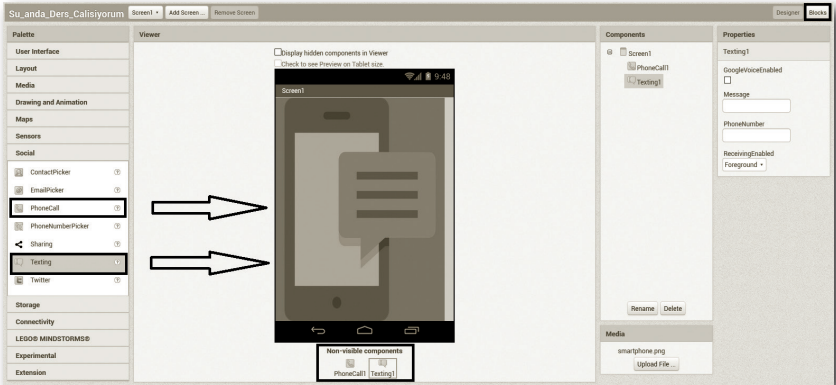 Su_anda_Ders_Calisiyorum Screen1 Add Screen ... Remove Screen Designer Blocks
Palette
User Interface
Layout
Media
Drawing and Animation
Maps
Sensors
Social
ContactPicker
EmailPicker
PhoneCall
PhoneNumberPicker
Sharing
Texting
Twitter
Storage
Connectivity
LEGO® MINDSTORMS®
Experimental
Extension
Viewer
Display hidden components in Viewer
Check to see Preview on Tablet size.
9:48
Screen1
Non-visible components
PhoneCall1 Texting1
Components
Screen1
PhoneCall1
Texting1
Rename Delete
Media
smartphone.png
Upload File ...
Properties
Texting1
GoogleVoiceEnabled
Message
PhoneNumber
ReceivingEnabled
Foreground